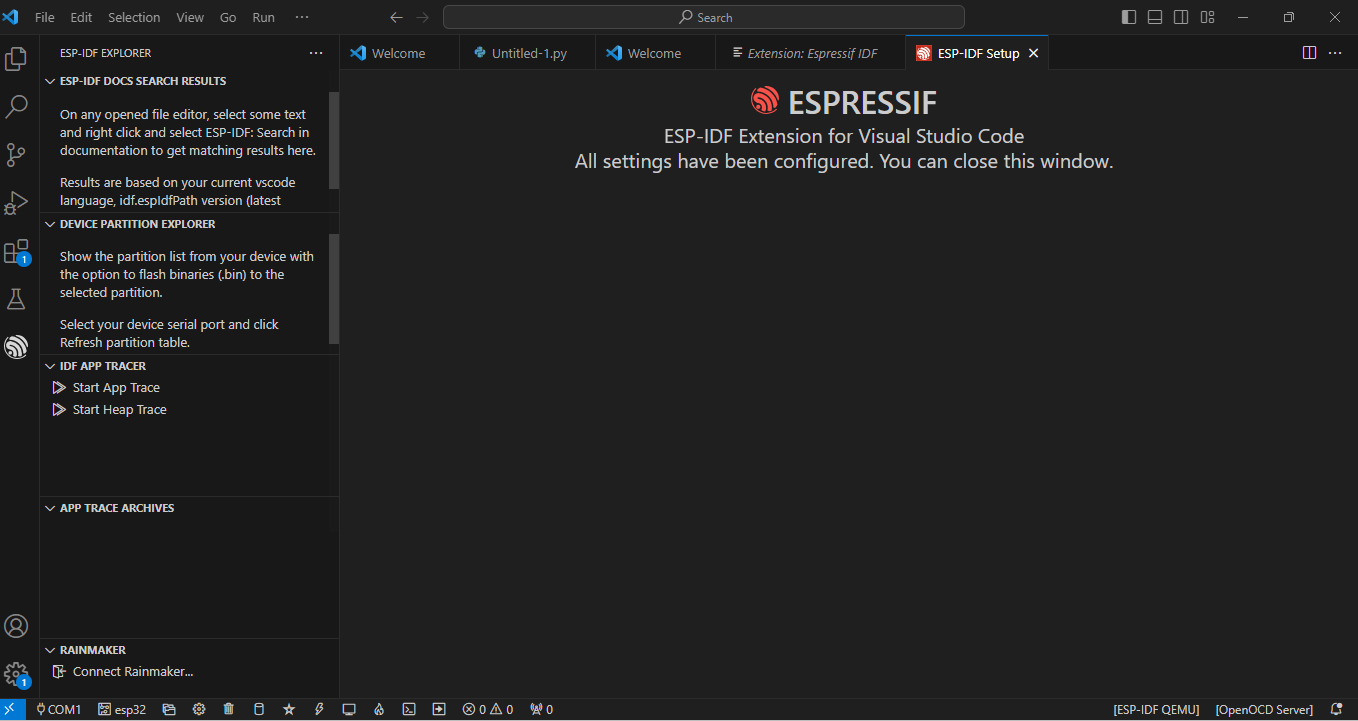 File Edit Selection View Go Run ··· Search
ESP-IDF EXPLORER ···
Welcome Untitled-1.py Welcome Extension: Espressif IDF ESP-IDF Setup
ESP-IDF DOCS SEARCH RESULTS
On any opened file editor, select some text
and right click and select ESP-IDF: Search in
documentation to get matching results here.
Results are based on your current vscode
language, idf.espIdfPath version (latest
DEVICE PARTITION EXPLORER
Show the partition list from your device with
the option to flash binaries (.bin) to the
selected partition.
Select your device serial port and click
Refresh partition table.
IDF APP TRACER
Start App Trace
Start Heap Trace
APP TRACE ARCHIVES
RAINMAKER
Connect Rainmaker...
ESPRESSIF
ESP-IDF Extension for Visual Studio Code
All settings have been configured. You can close this window.
1
1
COM1 esp32 0 0 0 [ESP-IDF QEMU] [OpenOCD Server]